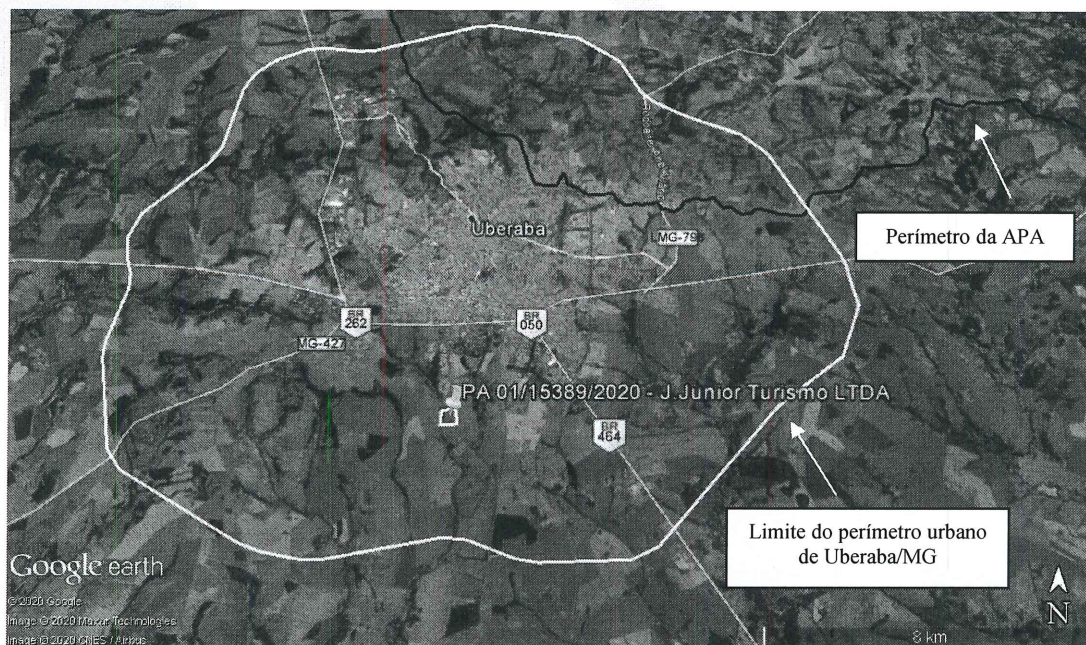 Perímetro da APA
Uberaba
LMG-798
BR
262
BR
050
MG-427
PA 01/15389/2020 - J.Junior Turismo LTDA
BR
464
Limite do perímetro urbano
de Uberaba/MG
Google earth
© 2020 Google
Image © 2020 Maxar Technologies
Image © 2020 CNES / Airbus
N
8 km